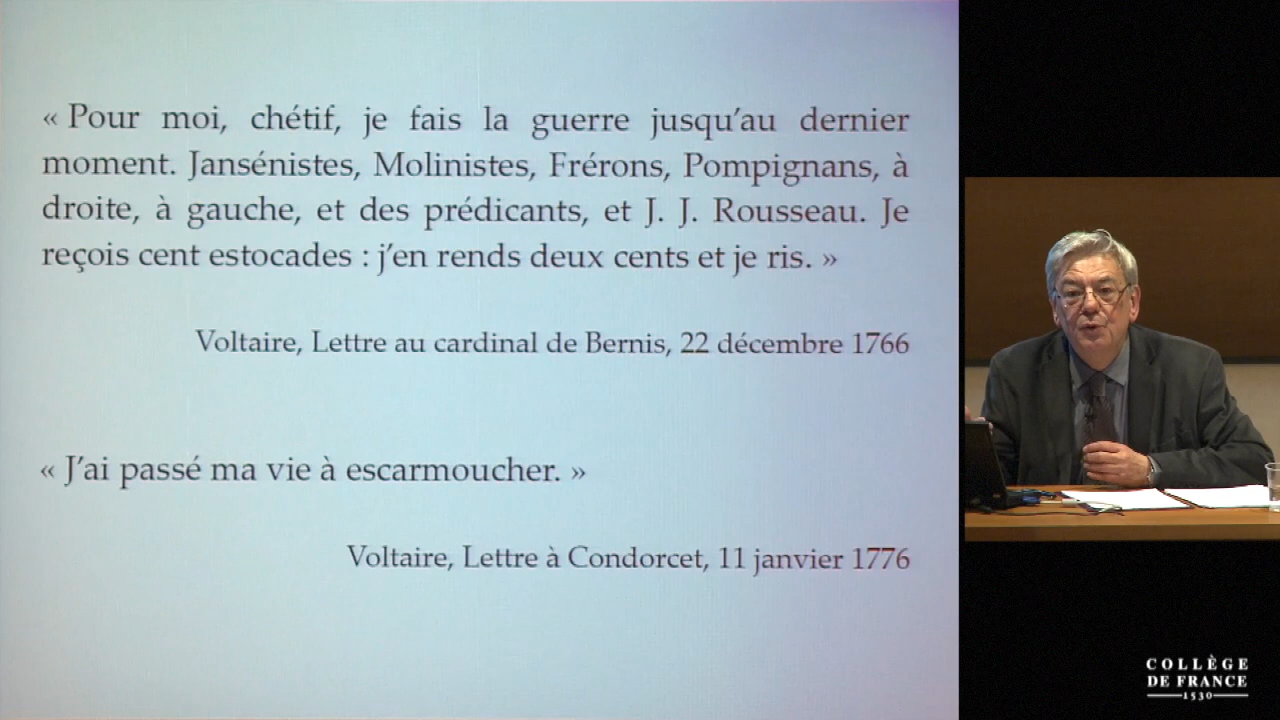 « Pour moi, chétif, je fais la guerre jusqu'au dernier
moment. Jansénistes, Molinistes, Frérons, Pompignans, à
droite, à gauche, et des prédicants, et J. J. Rousseau. Je
reçois cent estocades : j'en rends deux cents et je ris. »
Voltaire, Lettre au cardinal de Bernis, 22 décembre 1766
« J'ai passé ma vie à escarmoucher. »
Voltaire, Lettre à Condorcet, 11 janvier 1776
COLLÈGE
DE FRANCE
1530